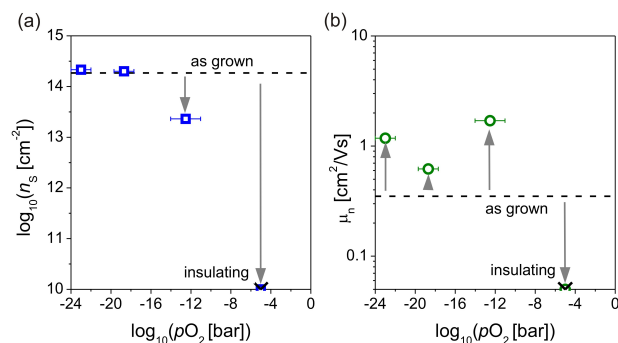 (a)
15
14
13
12
11
10
log10(nS [cm-2])
as grown
insulating
-24 -20 -16 -12 -8 -4 0
log10(pO2 [bar])
(b)
10
1
0.1
μn [cm2/Vs]
as grown
insulating
-24 -20 -16 -12 -8 -4 0
log10(pO2 [bar])